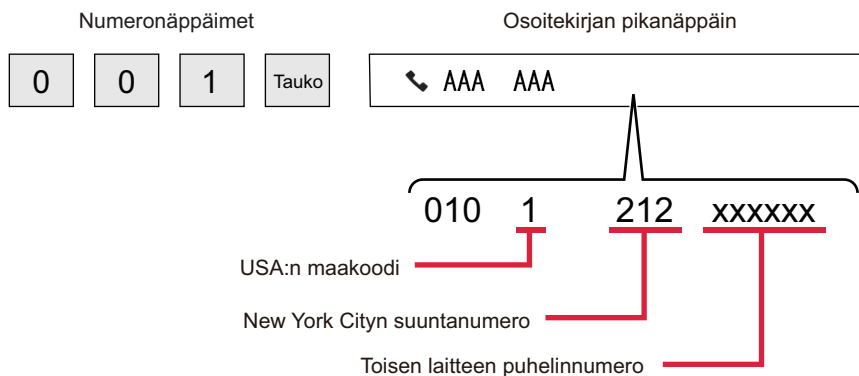 Numeronäppäimet Osoitekirjan pikanäppäin
0 0 1 Tauko AAA AAA
010 1 212 xxxxxx
USA:n maakoodi
New York Cityn suuntanumero
Toisen laitteen puhelinnumero